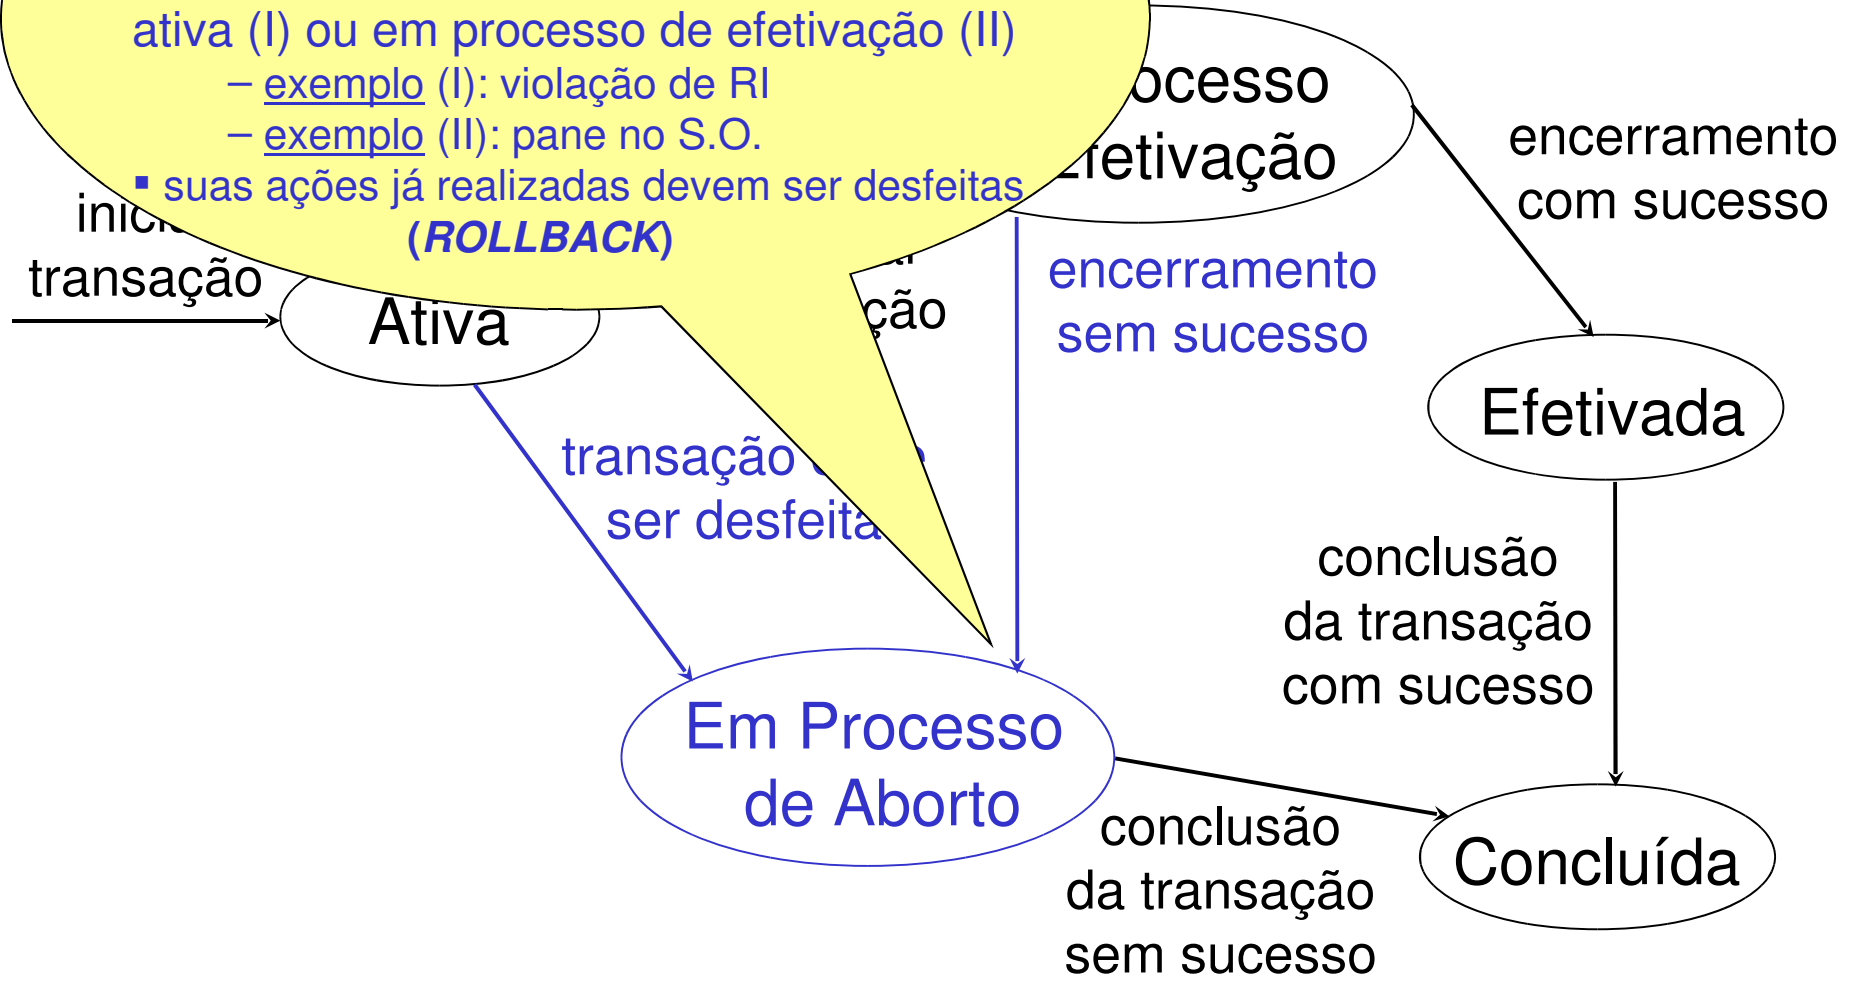 ativa (I) ou em processo de efetivação (II)
– exemplo (I): violação de RI
– exemplo (II): pane no S.O.
▪ suas ações já realizadas devem ser desfeitas
(ROLLBACK)
transação
Ativa
encerramento
com sucesso
encerramento
sem sucesso
Efetivada
transação
ser desfeita
conclusão
da transação
com sucesso
Em Processo
de Aborto
conclusão
da transação
sem sucesso
Concluída